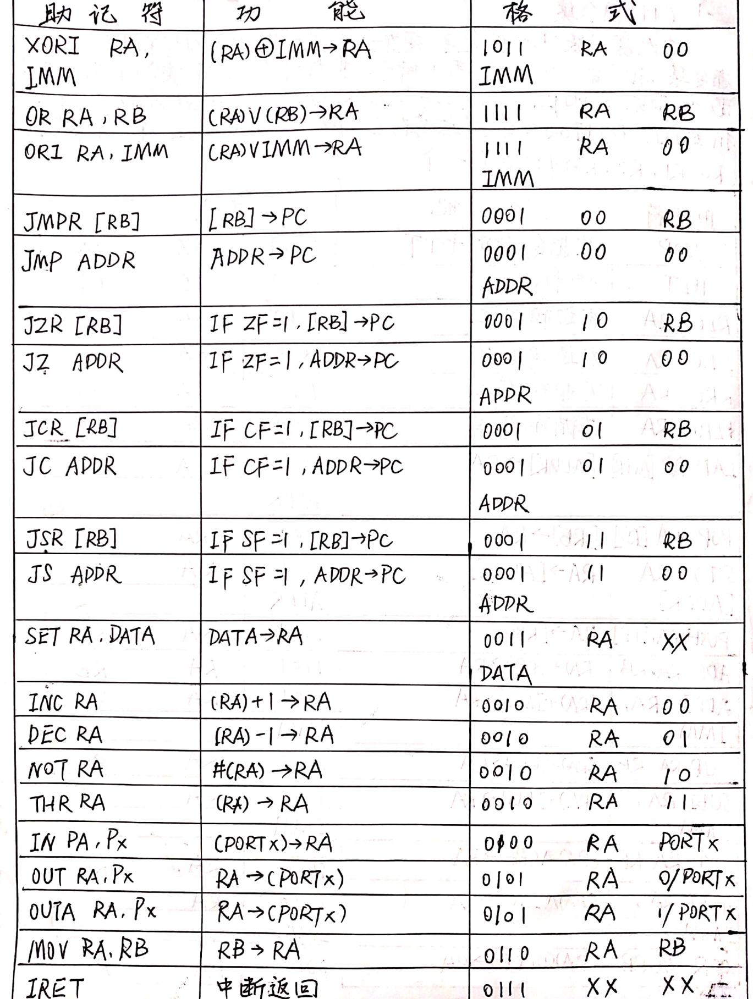 助记符 功能 格式
XORI RA, (RA)⊕IMM→RA 1011 RA 00
IMM IMM
OR RA, RB (RA)∨(RB)→RA 1111 RA RB
ORI RA, IMM (RA)∨IMM→RA 1111 RA 00
IMM
JMPR [RB] [RB]→PC 0001 00 RB
JMP ADDR ADDR→PC 0001 00 00
ADDR
JZR [RB] IF ZF=1, [RB]→PC 0001 10 RB
JZ ADDR IF ZF=1, ADDR→PC 0001 10 00
ADDR
JCR [RB] IF CF=1, [RB]→PC 0001 01 RB
JC ADDR IF CF=1, ADDR→PC 0001 01 00
ADDR
JSR [RB] IF SF=1, [RB]→PC 0001 11 RB
JS ADDR IF SF=1, ADDR→PC 0001 11 00
ADDR
SET RA, DATA DATA→RA 0011 RA XX
DATA
INC RA (RA)+1→RA 0010 RA 00
DEC RA (RA)-1→RA 0010 RA 01
NOT RA #(RA)→RA 0010 RA 10
THR RA (RA)→RA 0010 RA 11
IN PA, Px (PORTx)→RA 0100 RA PORTx
OUT RA, Px RA→(PORTx) 0101 RA 0/PORTx
OUTA RA, Px RA→(PORTx) 0101 RA 1/PORTx
MOV RA, RB RB→RA 0110 RA RB
IRET 中断返回 0111 XX XX